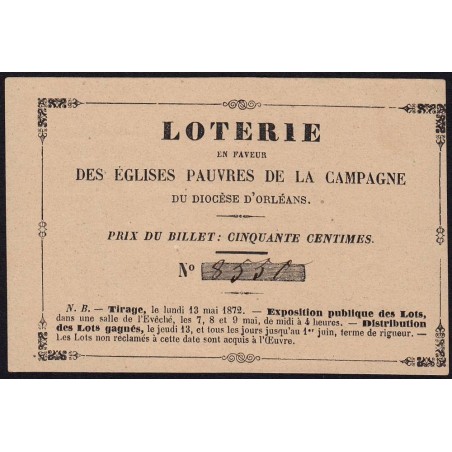 LOTERIE
EN FAVEUR
DES ÉGLISES PAUVRES DE LA CAMPAGNE
DU DIOCÈSE D'ORLÉANS.
PRIX DU BILLET : CINQUANTE CENTIMES.
N° 8551
N. B. — Tirage, le lundi 13 mai 1872. — Exposition publique des Lots,
dans une salle de l'Evêché, les 7, 8 et 9 mai, de midi à 4 heures. — Distribution
des Lots gagnés, le jeudi 13, et tous les jours jusqu'au 1er juin, terme de rigueur. —
Les Lots non reclamés à cette date sont acquis à l'Œuvre.